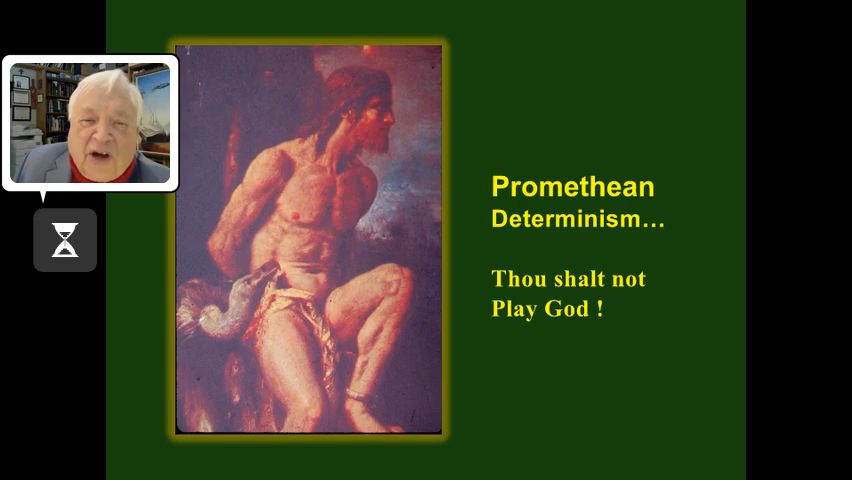 Promethean
Determinism...
Thou shalt not
Play God !